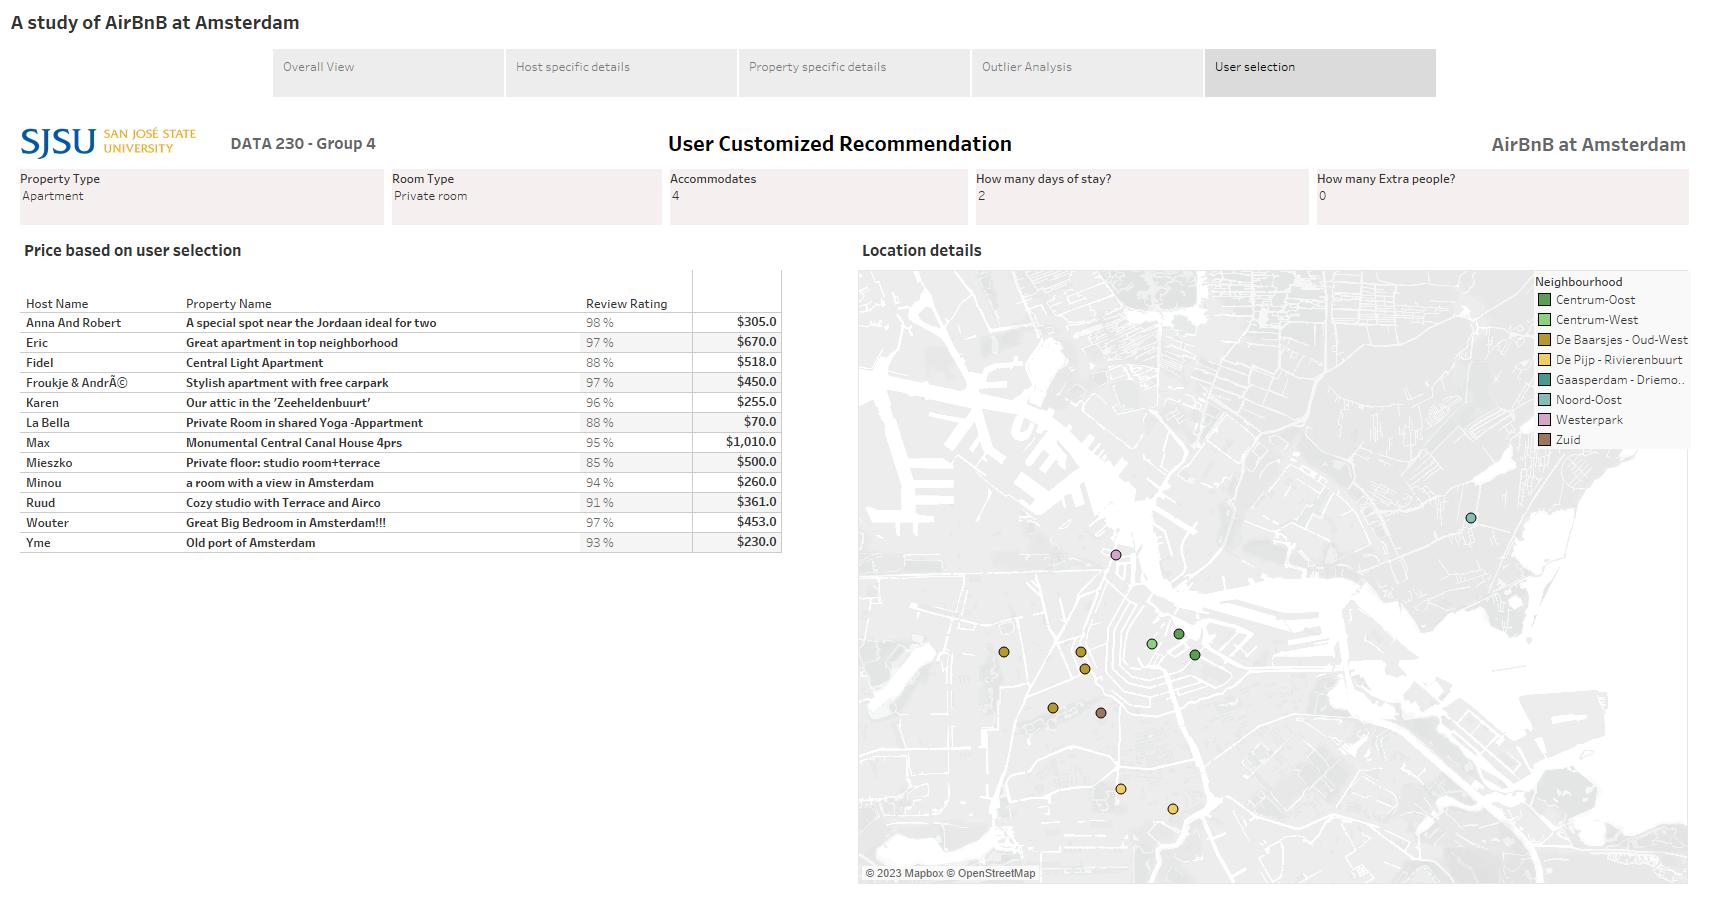 A study of AirBnB at Amsterdam
Overall View
Host specific details
Property specific details
Outlier Analysis
User selection
SJSU SAN JOSÉ STATE
UNIVERSITY
DATA 230 - Group 4
User Customized Recommendation
AirBnB at Amsterdam
Property Type
Apartment
Room Type
Private room
Accommodates
4
How many days of stay?
2
How many Extra people?
0
Price based on user selection
Host Name Property Name Review Rating
Anna And Robert A special spot near the Jordaan ideal for two 98 % $305.0
Eric Great apartment in top neighborhood 97 % $670.0
Fidel Central Light Apartment 88 % $518.0
Froukje & AndrÃ© Stylish apartment with free carpark 97 % $450.0
Karen Our attic in the ’Zeeheldenbuurt’ 96 % $255.0
La Bella Private Room in shared Yoga -Appartment 88 % $70.0
Max Monumental Central Canal House 4prs 95 % $1,010.0
Mieszko Private floor: studio room+terrace 85 % $500.0
Minou a room with a view in Amsterdam 94 % $260.0
Ruud Cozy studio with Terrace and Airco 91 % $361.0
Wouter Great Big Bedroom in Amsterdam!!! 97 % $453.0
Yme Old port of Amsterdam 93 % $230.0
Location details
Neighbourhood
Centrum-Oost
Centrum-West
De Baarsjes - Oud-West
De Pijp - Rivierenbuurt
Gaasperdam - Driemo..
Noord-Oost
Westerpark
Zuid
© 2023 Mapbox © OpenStreetMap